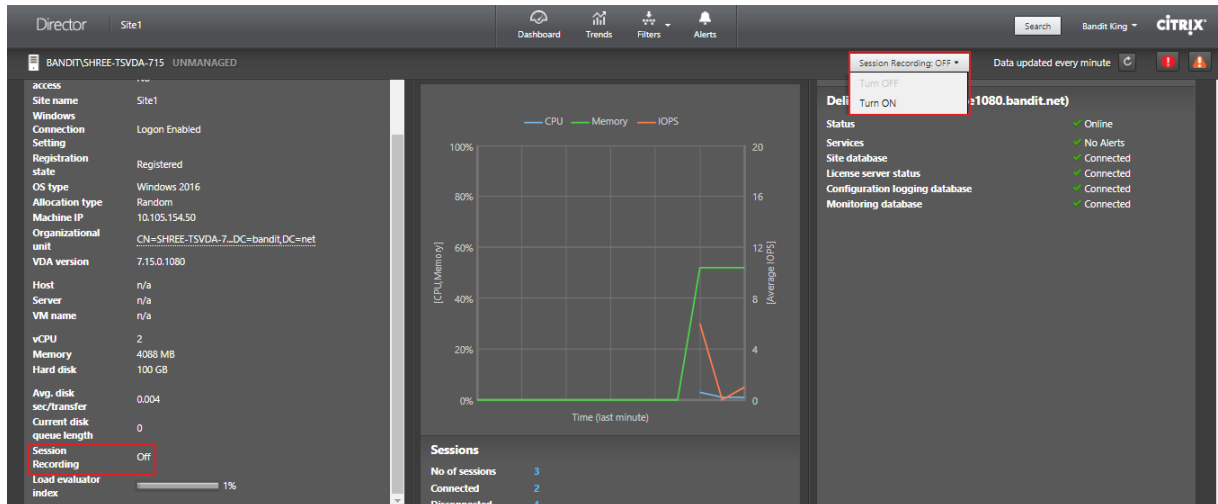 Director
Site1
Dashboard
Trends
Filters
Alerts
Search
Bandit King
CİTRIX
BANDIT\SHREE-TSVDA-715 UNMANAGED
Session Recording: OFF
Turn OFF
Turn ON
Data updated every minute
access
Site name Site1
Windows
Connection
Setting
Logon Enabled
Registration
state
Registered
OS type Windows 2016
Allocation type Random
Machine IP 10.105.154.50
Organizational
unit
CN=SHREE-TSVDA-7...DC=bandit,DC=net
VDA version 7.15.0.1080
Host n/a
Server n/a
VM name n/a
vCPU 2
Memory 4088 MB
Hard disk 100 GB
Avg. disk
sec/transfer
0.004
Current disk
queue length
0
Session
Recording
Off
Load evaluator
index
1%
CPU Memory IOPS
100%
80%
60%
40%
20%
0%
[CPU,Memory]
20
16
12
8
4
0
[Average IOPS]
Time (last minute)
Sessions
No of sessions 3
Connected 2
Deli
1080.bandit.net)
Status Online
Services No Alerts
Site database Connected
License server status Connected
Configuration logging database Connected
Monitoring database Connected